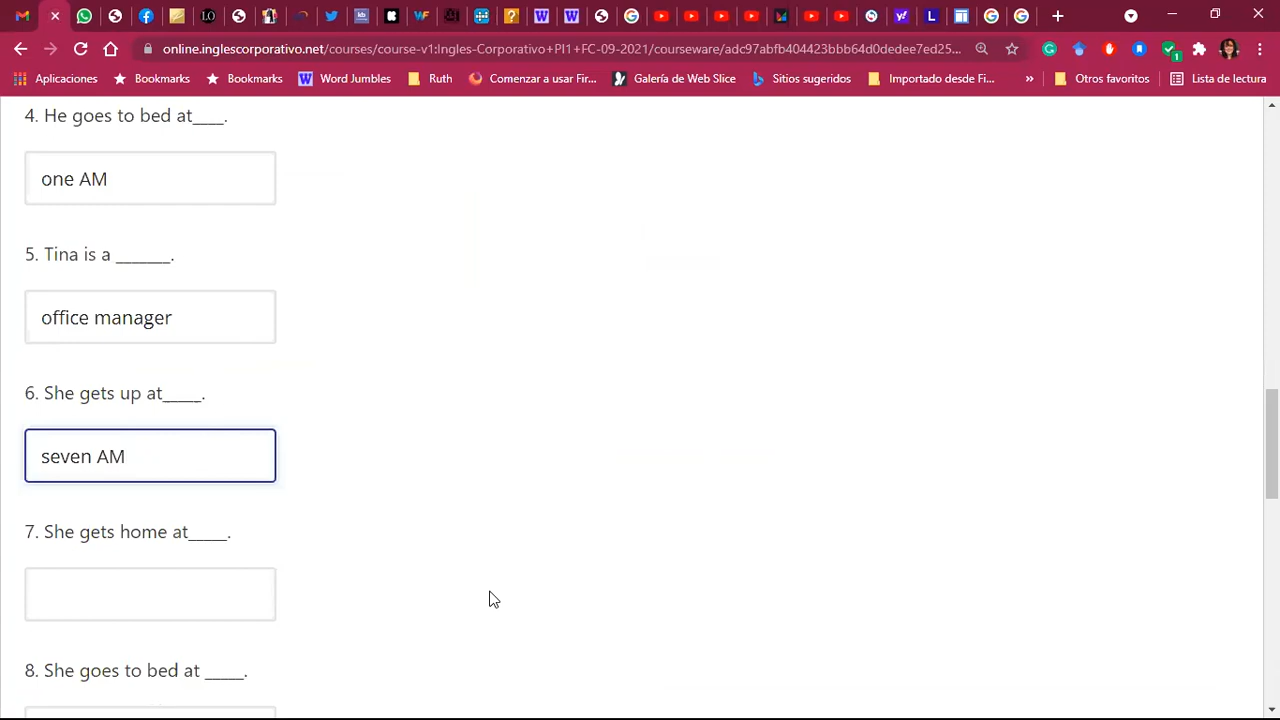 online.inglescorporativo.net/courses/course-v1:Ingles-Corporativo+PI1+FC-09-2021/courseware/adc97abfb404423bbb64d0dedee7ed25...
Aplicaciones Bookmarks Bookmarks Word Jumbles Ruth Comenzar a usar Fir... Galería de Web Slice Sitios sugeridos Importado desde Fi... » Otros favoritos Lista de lectura
4. He goes to bed at____.
one AM
5. Tina is a _______.
office manager
6. She gets up at_____.
seven AM
7. She gets home at_____.
8. She goes to bed at _____.